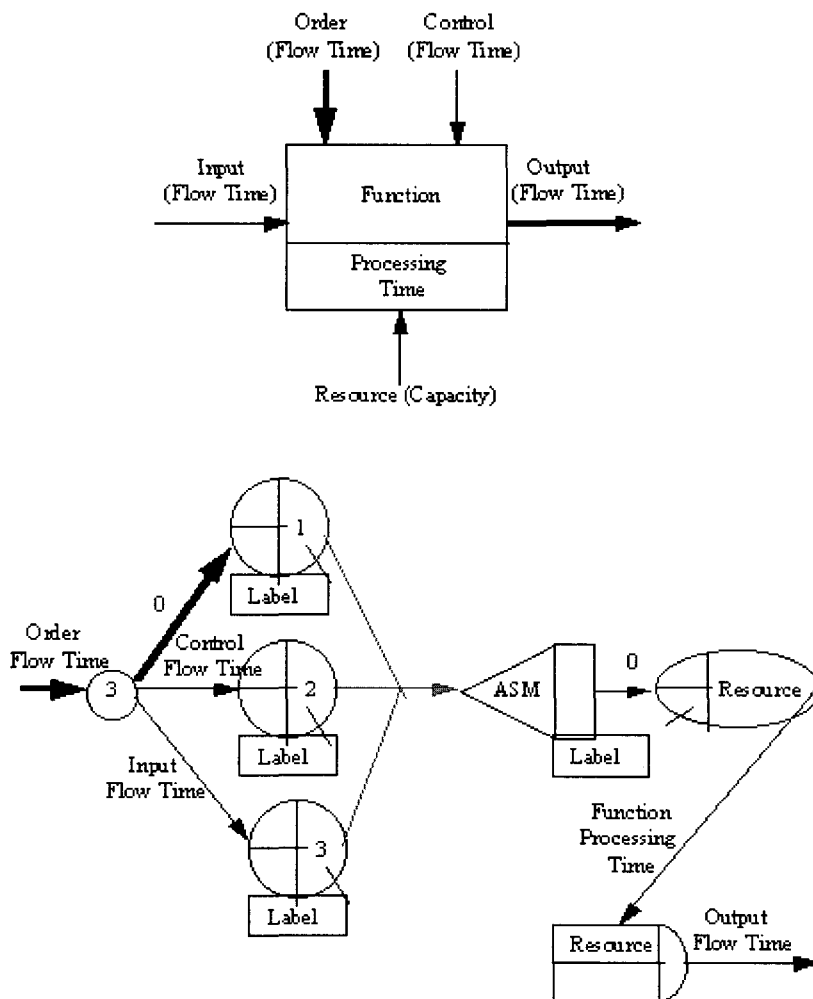 Order
(Flow Time)
Control
(Flow Time)
Input
(Flow Time)
Output
(Flow Time)
Function
Processing
Time
Resource (Capacity)
1
Label
0
Order
Flow Time
3
Control
Flow Time
2
Label
ASM
Label
0
Resource
Input
Flow Time
3
Label
Function
Processing
Time
Resource
Output
Flow Time